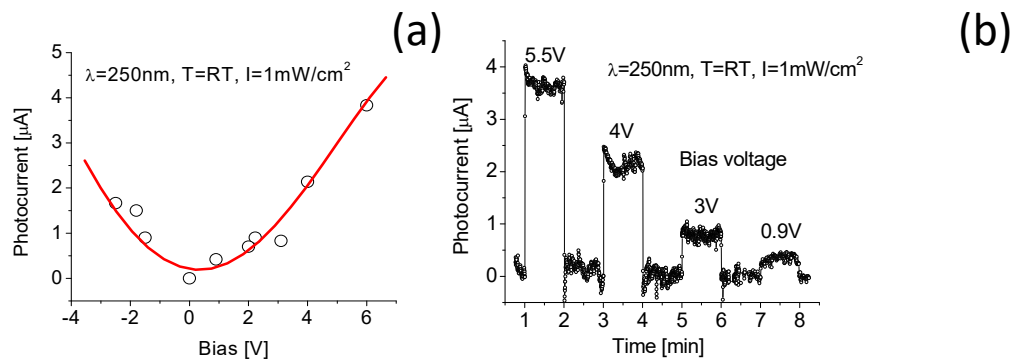 (a)
λ=250nm, T=RT, I=1mW/cm²
Photocurrent [μA]
5
4
3
2
1
0
-4 -2 0 2 4 6
Bias [V]
(b)
5.5V
λ=250nm, T=RT, I=1mW/cm²
4V
Bias voltage
3V
0.9V
Photocurrent [μA]
4
3
2
1
0
1 2 3 4 5 6 7 8
Time [min]